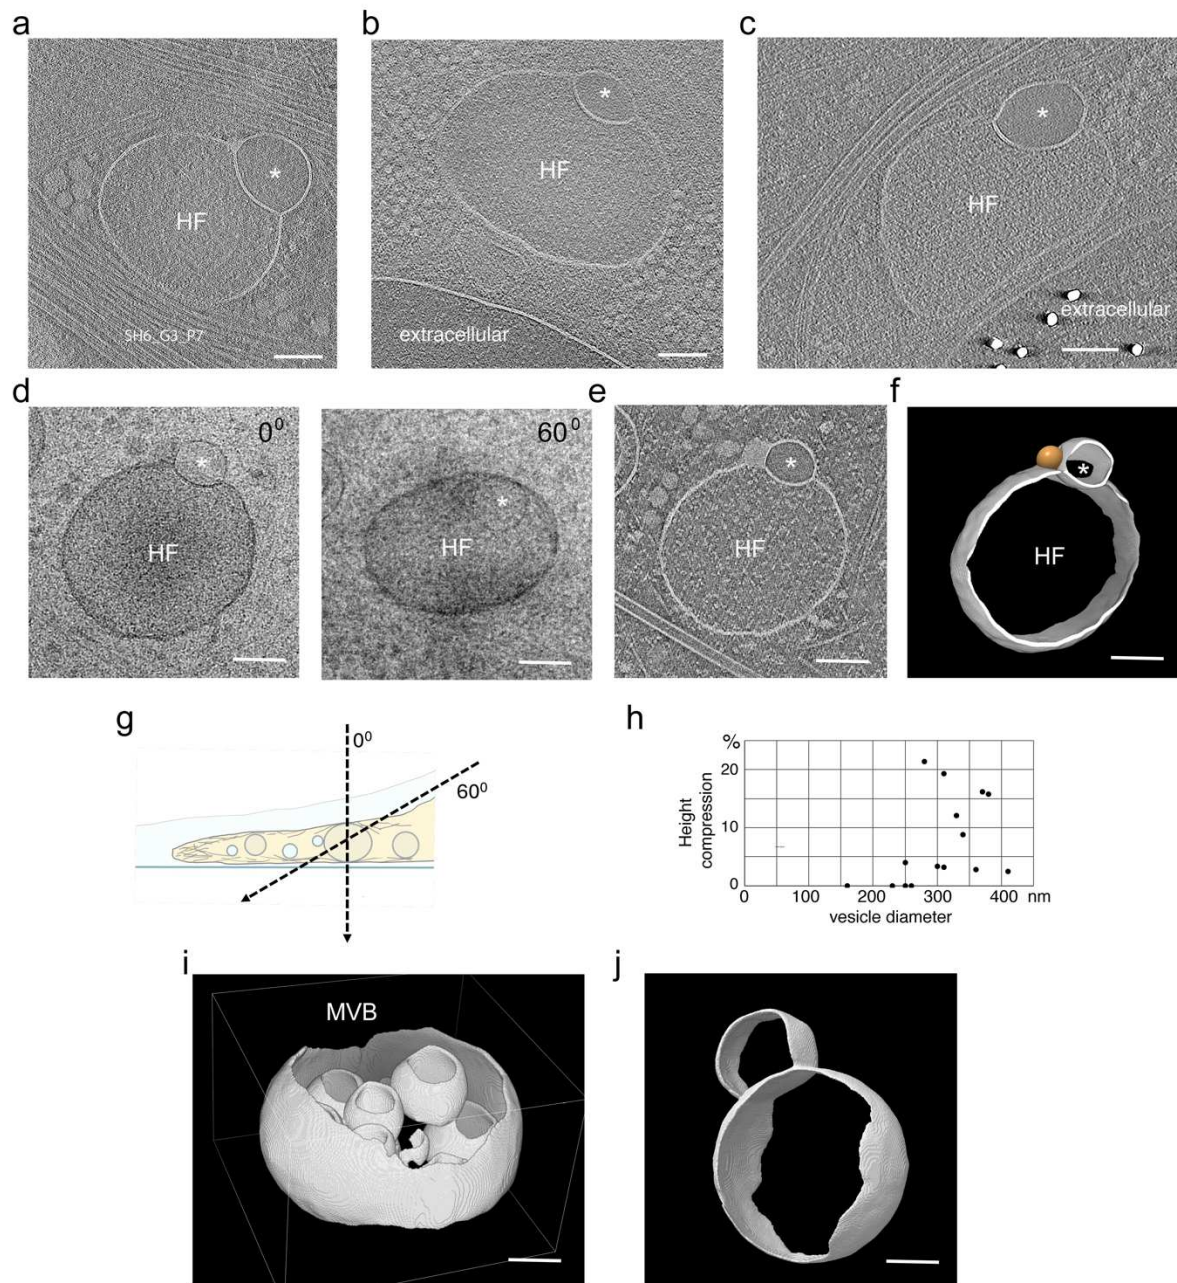 a
b
c
*
*
*
HF
HF
HF
SH6_G3_P7
extracellular
extracellular
d
e
f
0⁰
60⁰
*
*
*
*
HF
HF
HF
HF
g
h
0⁰
60⁰
%
20
10
0
Height
compression
0 100 200 300 400 nm
vesicle diameter
i
j
MVB